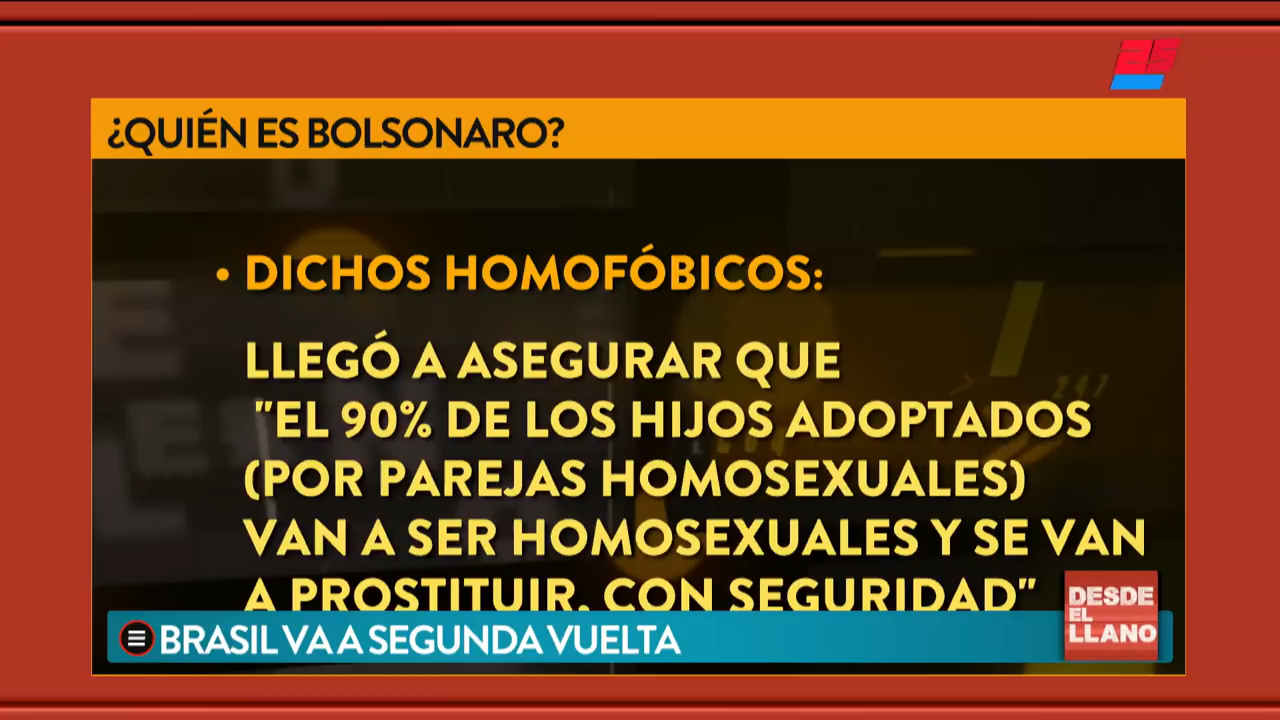 ¿QUIÉN ES BOLSONARO?
• DICHOS HOMOFÓBICOS:
LLEGÓ A ASEGURAR QUE
"EL 90% DE LOS HIJOS ADOPTADOS
(POR PAREJAS HOMOSEXUALES)
VAN A SER HOMOSEXUALES Y SE VAN
A PROSTITUIR, CON SEGURIDAD"
BRASIL VA A SEGUNDA VUELTA
DESDE
EL
LLANO